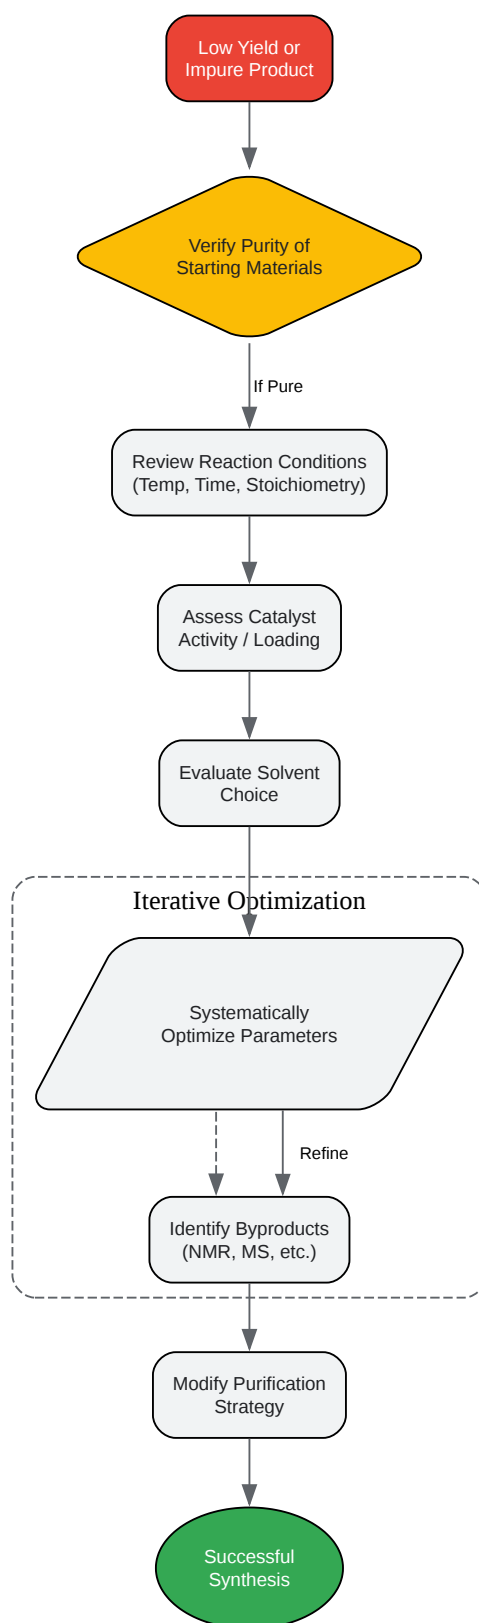 Low Yield or
Impure Product
Verify Purity of
Starting Materials
If Pure
Review Reaction Conditions
(Temp, Time, Stoichiometry)
Assess Catalyst
Activity / Loading
Evaluate Solvent
Choice
Iterative Optimization
Systematically
Optimize Parameters
Refine
Identify Byproducts
(NMR, MS, etc.)
Modify Purification
Strategy
Successful
Synthesis